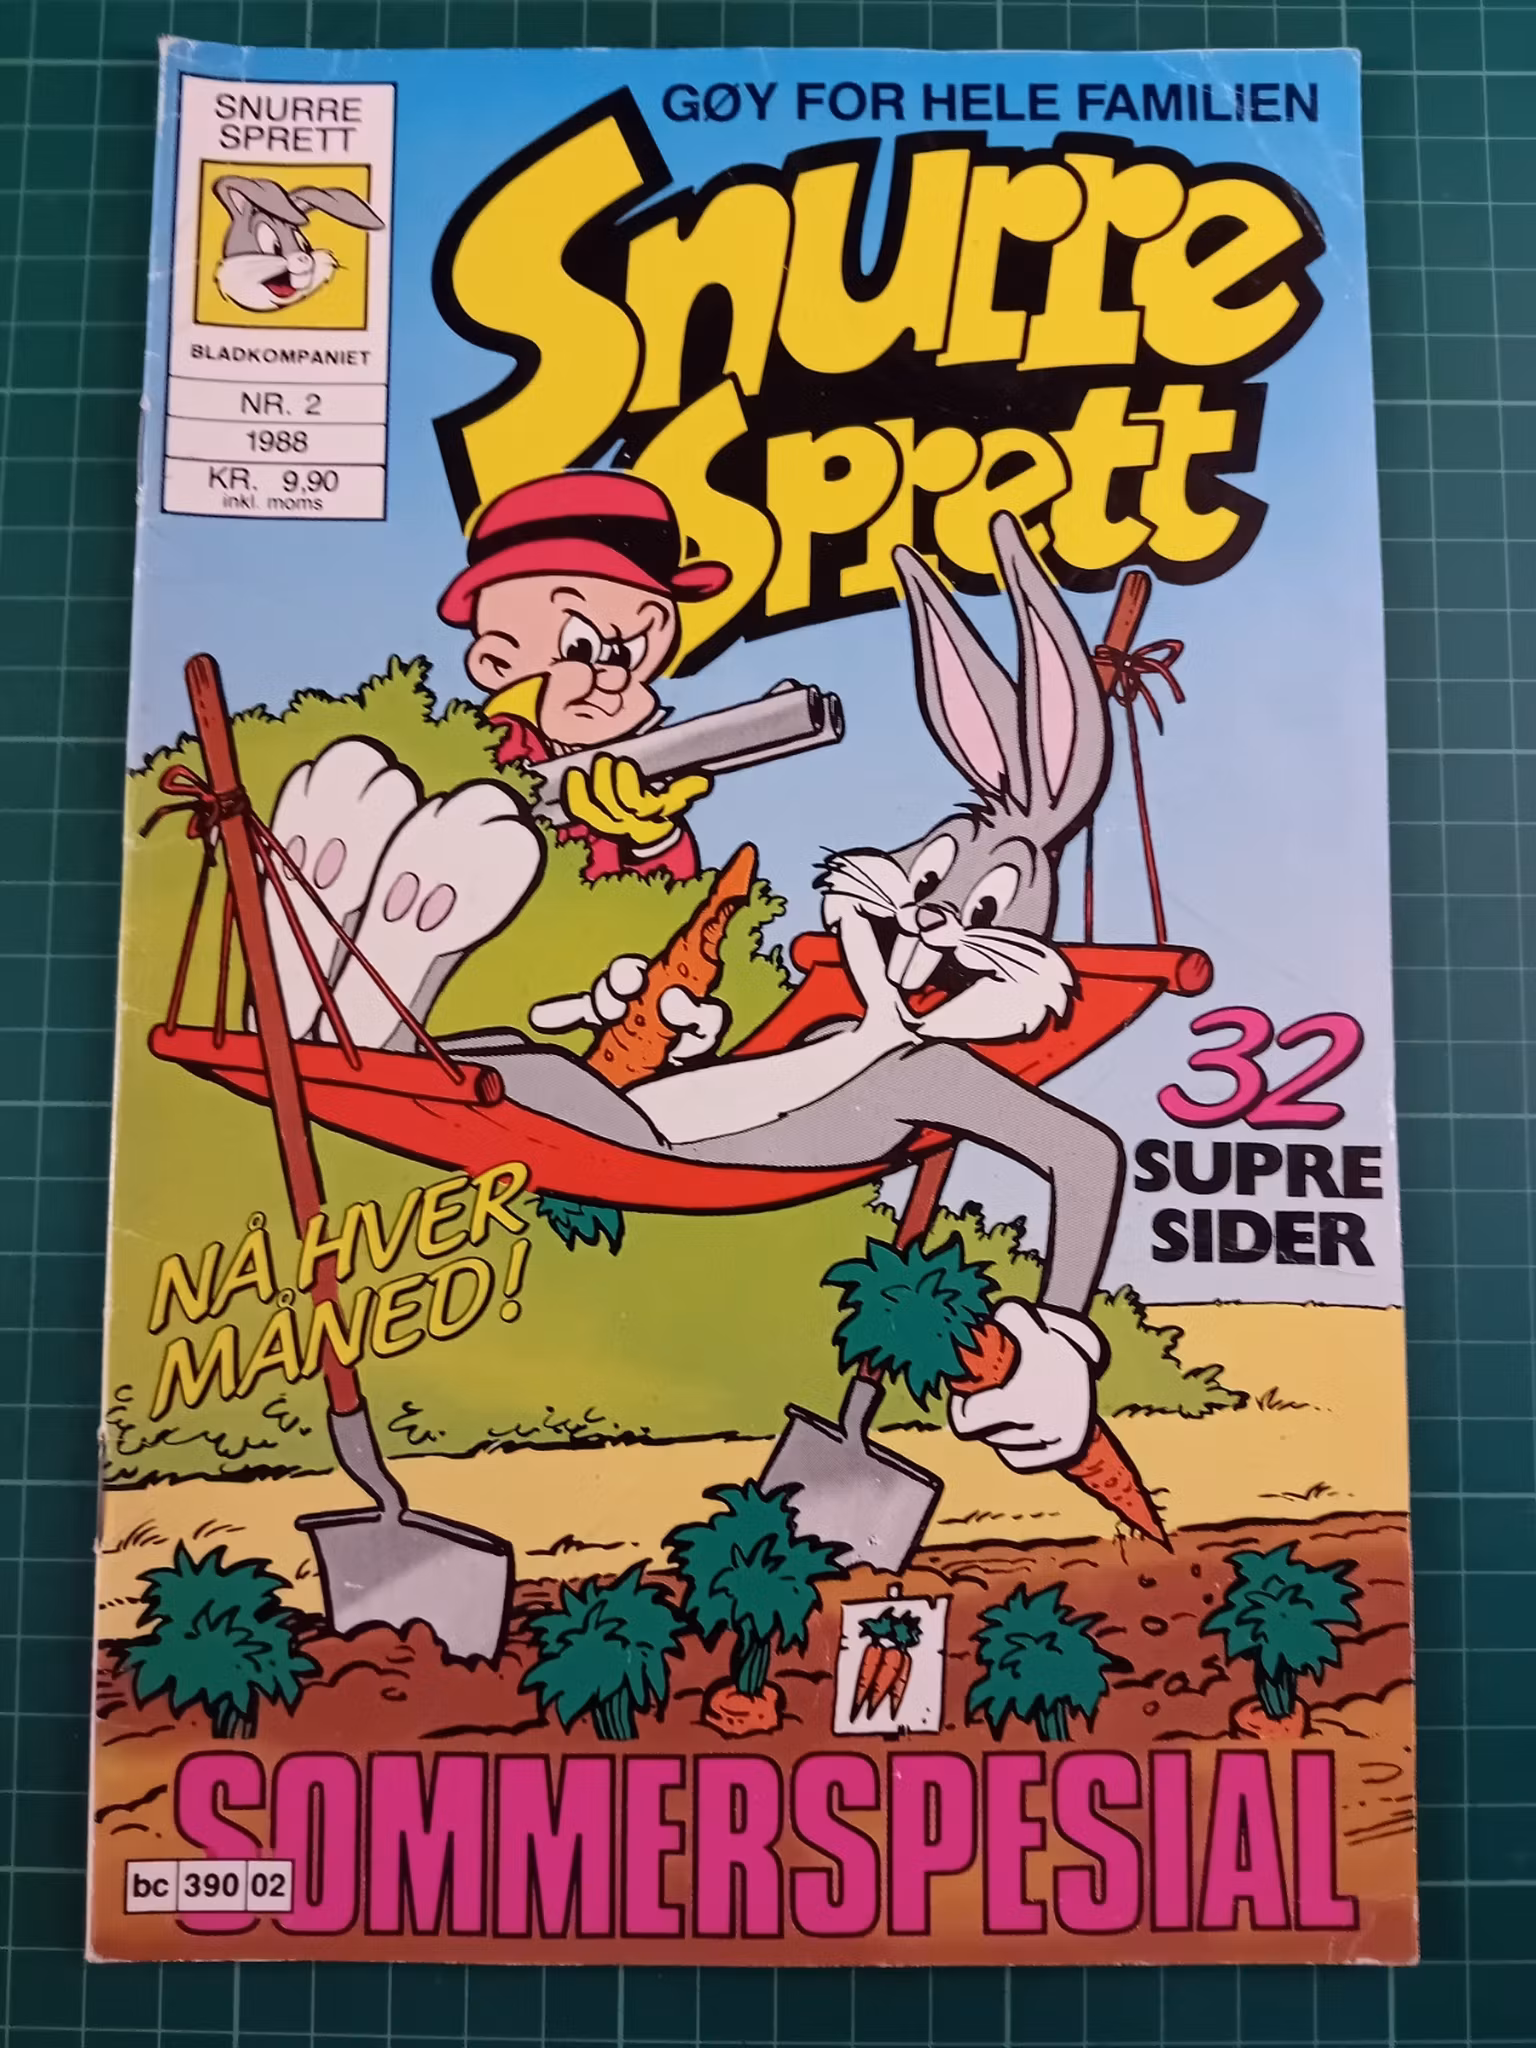 SNURRE
SPRETT
BLADKOMPANIET
NR. 2
1988
KR. 9,90
inkl. moms
GØY FOR HELE FAMILIEN
Snurre
Sprett
32
SUPRE
SIDER
NÅ HVER
MÅNED!
SOMMERSPESIAL
bc 390 02